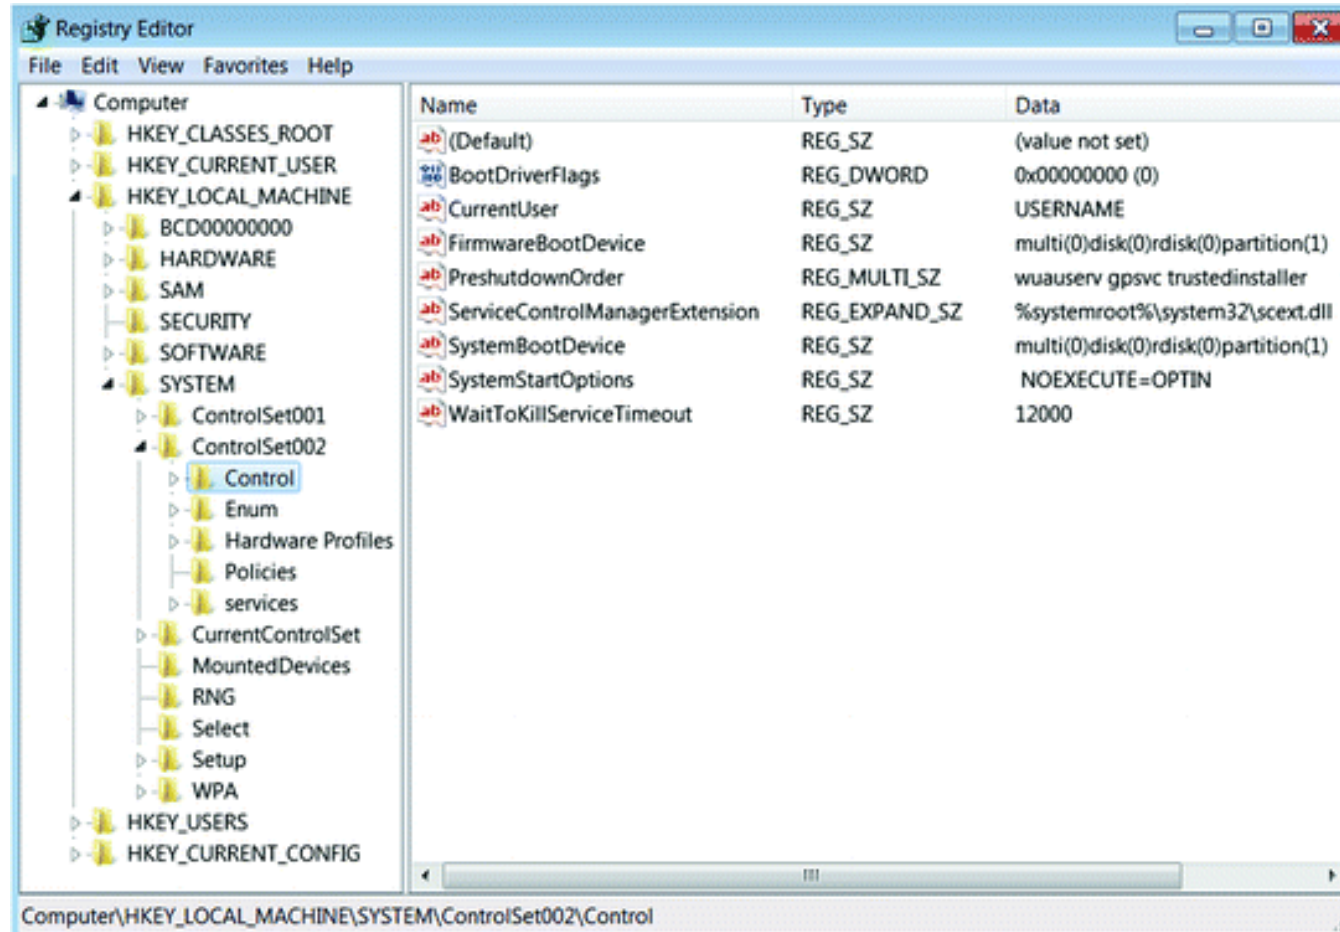 Registry Editor
File Edit View Favorites Help
Computer
HKEY_CLASSES_ROOT
HKEY_CURRENT_USER
HKEY_LOCAL_MACHINE
BCD00000000
HARDWARE
SAM
SECURITY
SOFTWARE
SYSTEM
ControlSet001
ControlSet002
Control
Enum
Hardware Profiles
Policies
services
CurrentControlSet
MountedDevices
RNG
Select
Setup
WPA
HKEY_USERS
HKEY_CURRENT_CONFIG
Name Type Data
(Default) REG_SZ (value not set)
BootDriverFlags REG_DWORD 0x00000000 (0)
CurrentUser REG_SZ USERNAME
FirmwareBootDevice REG_SZ multi(0)disk(0)rdisk(0)partition(1)
PreshutdownOrder REG_MULTI_SZ wuauserv gpsvc trustedinstaller
ServiceControlManagerExtension REG_EXPAND_SZ %systemroot%\system32\scext.dll
SystemBootDevice REG_SZ multi(0)disk(0)rdisk(0)partition(1)
SystemStartOptions REG_SZ NOEXECUTE=OPTIN
WaitToKillServiceTimeout REG_SZ 12000
Computer\HKEY_LOCAL_MACHINE\SYSTEM\ControlSet002\Control